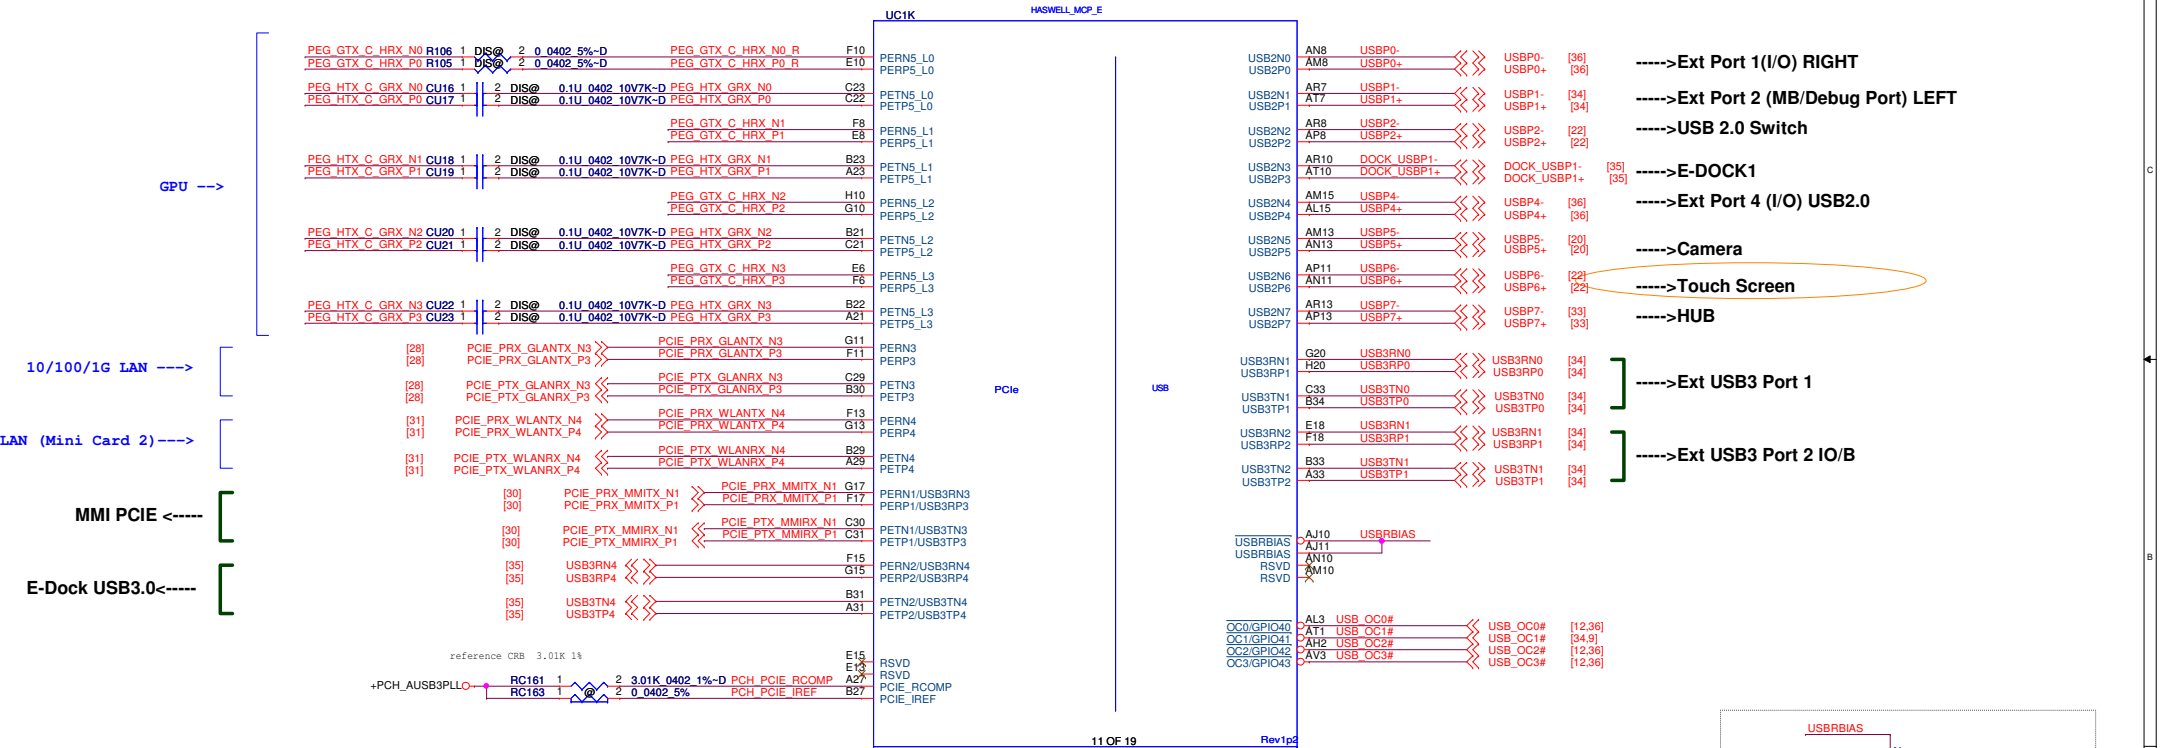 UC1K
HASWELL_MCP_E
PEG_GTX_C_HRX_N0 R106 1 DIS@ 2 0_0402_5%~D PEG_GTX_C_HRX_N0_R F10 PERN5_L0
PEG_GTX_C_HRX_P0 R105 1 DIS@ 2 0_0402_5%~D PEG_GTX_C_HRX_P0_R E10 PERP5_L0
PEG_HTX_C_GRX_N0 CU16 1 2 DIS@ 0.1U_0402_10V7K~D PEG_HTX_GRX_N0 C23 PETN5_L0
PEG_HTX_C_GRX_P0 CU17 1 2 DIS@ 0.1U_0402_10V7K~D PEG_HTX_GRX_P0 C22 PETP5_L0
PEG_GTX_C_HRX_N1 F8 PERN5_L1
PEG_GTX_C_HRX_P1 E8 PERP5_L1
PEG_HTX_C_GRX_N1 CU18 1 2 DIS@ 0.1U_0402_10V7K~D PEG_HTX_GRX_N1 B23 PETN5_L1
PEG_HTX_C_GRX_P1 CU19 1 2 DIS@ 0.1U_0402_10V7K~D PEG_HTX_GRX_P1 A23 PETP5_L1
GPU -->
PEG_GTX_C_HRX_N2 H10 PERN5_L2
PEG_GTX_C_HRX_P2 G10 PERP5_L2
PEG_HTX_C_GRX_N2 CU20 1 2 DIS@ 0.1U_0402_10V7K~D PEG_HTX_GRX_N2 B21 PETN5_L2
PEG_HTX_C_GRX_P2 CU21 1 2 DIS@ 0.1U_0402_10V7K~D PEG_HTX_GRX_P2 C21 PETP5_L2
PEG_GTX_C_HRX_N3 E6 PERN5_L3
PEG_GTX_C_HRX_P3 F6 PERP5_L3
PEG_HTX_C_GRX_N3 CU22 1 2 DIS@ 0.1U_0402_10V7K~D PEG_HTX_GRX_N3 B22 PETN5_L3
PEG_HTX_C_GRX_P3 CU23 1 2 DIS@ 0.1U_0402_10V7K~D PEG_HTX_GRX_P3 A21 PETP5_L3
[28] PCIE_PRX_GLANTX_N3 PCIE_PRX_GLANTX_N3 G11 PERN3
[28] PCIE_PRX_GLANTX_P3 PCIE_PRX_GLANTX_P3 F11 PERP3
10/100/1G LAN --->
[28] PCIE_PTX_GLANRX_N3 PCIE_PTX_GLANRX_N3 C29 PETN3
[28] PCIE_PTX_GLANRX_P3 PCIE_PTX_GLANRX_P3 B30 PETP3
[31] PCIE_PRX_WLANTX_N4 PCIE_PRX_WLANTX_N4 F13 PERN4
[31] PCIE_PRX_WLANTX_P4 PCIE_PRX_WLANTX_P4 G13 PERP4
LAN (Mini Card 2)--->
[31] PCIE_PTX_WLANRX_N4 PCIE_PTX_WLANRX_N4 B29 PETN4
[31] PCIE_PTX_WLANRX_P4 PCIE_PTX_WLANRX_P4 A29 PETP4
[30] PCIE_PRX_MMITX_N1 PCIE_PRX_MMITX_N1 G17 PERN1/USB3RN3
[30] PCIE_PRX_MMITX_P1 PCIE_PRX_MMITX_P1 F17 PERP1/USB3RP3
MMI PCIE <-----
[30] PCIE_PTX_MMIRX_N1 PCIE_PTX_MMIRX_N1 C30 PETN1/USB3TN3
[30] PCIE_PTX_MMIRX_P1 PCIE_PTX_MMIRX_P1 C31 PETP1/USB3TP3
[35] USB3RN4 F15 PERN2/USB3RN4
[35] USB3RP4 G15 PERP2/USB3RP4
E-Dock USB3.0<-----
[35] USB3TN4 B31 PETN2/USB3TN4
[35] USB3TP4 A31 PETP2/USB3TP4
reference CRB 3.01K 1%
E15 RSVD
E13 RSVD
+PCH_AUSB3PLL RC161 1 2 3.01K_0402_1%~D PCH_PCIE_RCOMP A27 PCIE_RCOMP
RC163 1 @ 2 0_0402_5% PCH_PCIE_IREF B27 PCIE_IREF
PCIe
USB
USB2N0 AN8 USBP0- USBP0- [36]
USB2P0 AM8 USBP0+ USBP0+ [36]
----->Ext Port 1(I/O) RIGHT
USB2N1 AR7 USBP1- USBP1- [34]
USB2P1 AT7 USBP1+ USBP1+ [34]
----->Ext Port 2 (MB/Debug Port) LEFT
USB2N2 AR8 USBP2- USBP2- [22]
USB2P2 AP8 USBP2+ USBP2+ [22]
----->USB 2.0 Switch
USB2N3 AR10 DOCK_USBP1- DOCK_USBP1- [35]
USB2P3 AT10 DOCK_USBP1+ DOCK_USBP1+ [35]
----->E-DOCK1
USB2N4 AM15 USBP4- USBP4- [36]
USB2P4 AL15 USBP4+ USBP4+ [36]
----->Ext Port 4 (I/O) USB2.0
USB2N5 AM13 USBP5- USBP5- [20]
USB2P5 AN13 USBP5+ USBP5+ [20]
----->Camera
USB2N6 AP11 USBP6- USBP6- [22]
USB2P6 AN11 USBP6+ USBP6+ [22]
----->Touch Screen
USB2N7 AR13 USBP7- USBP7- [33]
USB2P7 AP13 USBP7+ USBP7+ [33]
----->HUB
USB3RN1 G20 USB3RN0 USB3RN0 [34]
USB3RP1 H20 USB3RP0 USB3RP0 [34]
----->Ext USB3 Port 1
USB3TN1 C33 USB3TN0 USB3TN0 [34]
USB3TP1 B34 USB3TP0 USB3TP0 [34]
USB3RN2 E18 USB3RN1 USB3RN1 [34]
USB3RP2 F18 USB3RP1 USB3RP1 [34]
----->Ext USB3 Port 2 IO/B
USB3TN2 B33 USB3TN1 USB3TN1 [34]
USB3TP2 A33 USB3TP1 USB3TP1 [34]
USBRBIAS AJ10 USBRBIAS
USBRBIAS AJ11
RSVD AN10
RSVD AM10
OC0/GPIO40 AL3 USB_OC0# USB_OC0# [12,36]
OC1/GPIO41 AT1 USB_OC1# USB_OC1# [34,9]
OC2/GPIO42 AH2 USB_OC2# USB_OC2# [12,36]
OC3/GPIO43 AV3 USB_OC3# USB_OC3# [12,36]
11 OF 19
Rev1p2
USBRBIAS
C
B